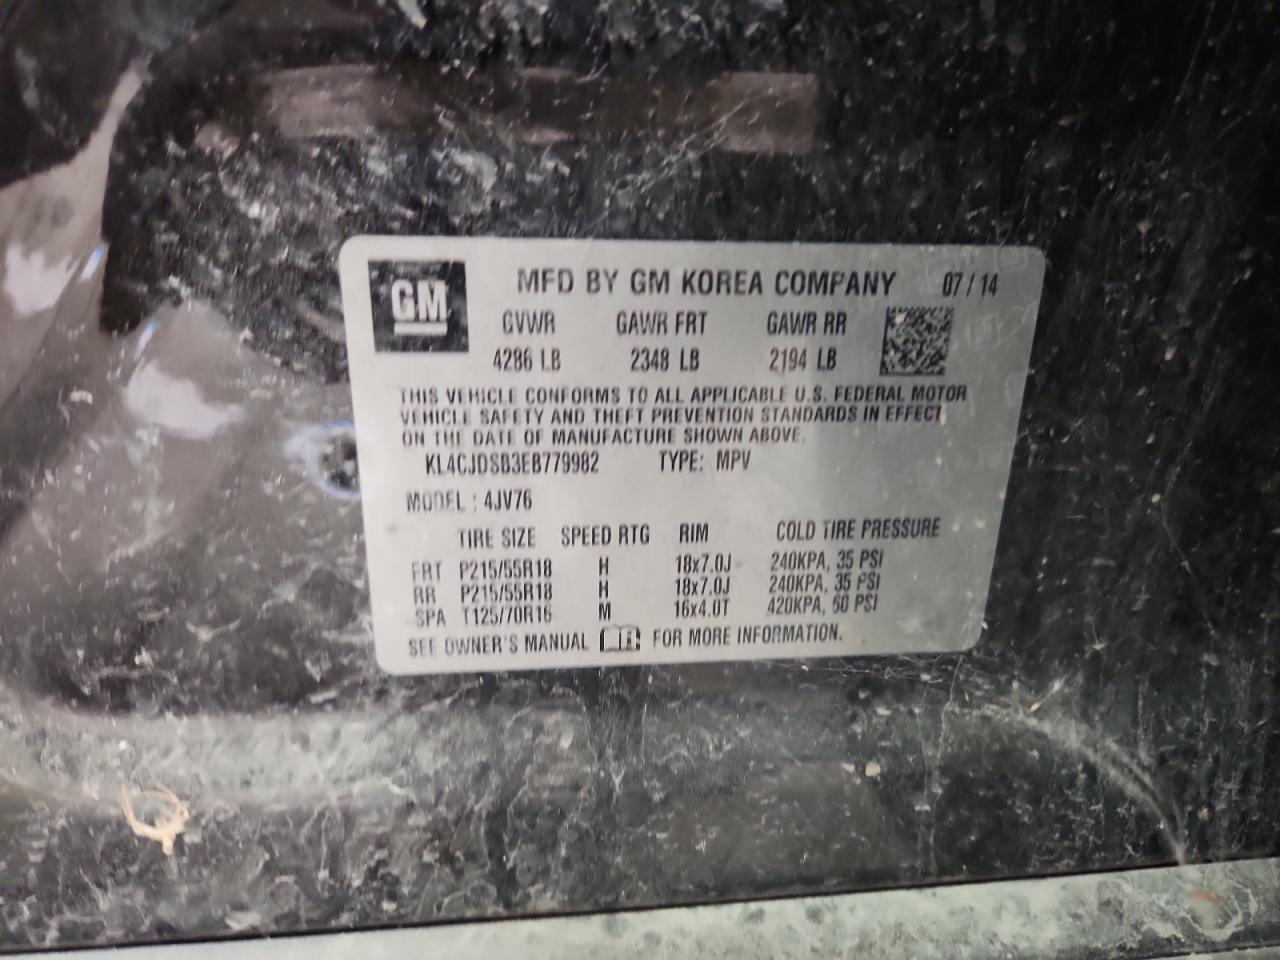 GM MFD BY GM KOREA COMPANY 07/14
GVWR GAWR FRT GAWR RR
4286 LB 2348 LB 2194 LB
THIS VEHICLE CONFORMS TO ALL APPLICABLE U.S. FEDERAL MOTOR
VEHICLE SAFETY AND THEFT PREVENTION STANDARDS IN EFFECT
ON THE DATE OF MANUFACTURE SHOWN ABOVE.
KL4CJDSB3EB779982 TYPE: MPV
MODEL : 4JV76
TIRE SIZE SPEED RTG RIM COLD TIRE PRESSURE
FRT P215/55R18 H 18x7.0J 240KPA, 35 PSI
RR P215/55R18 H 18x7.0J 240KPA, 35 PSI
SPA T125/70R16 M 16x4.0T 420KPA, 60 PSI
SEE OWNER'S MANUAL FOR MORE INFORMATION.